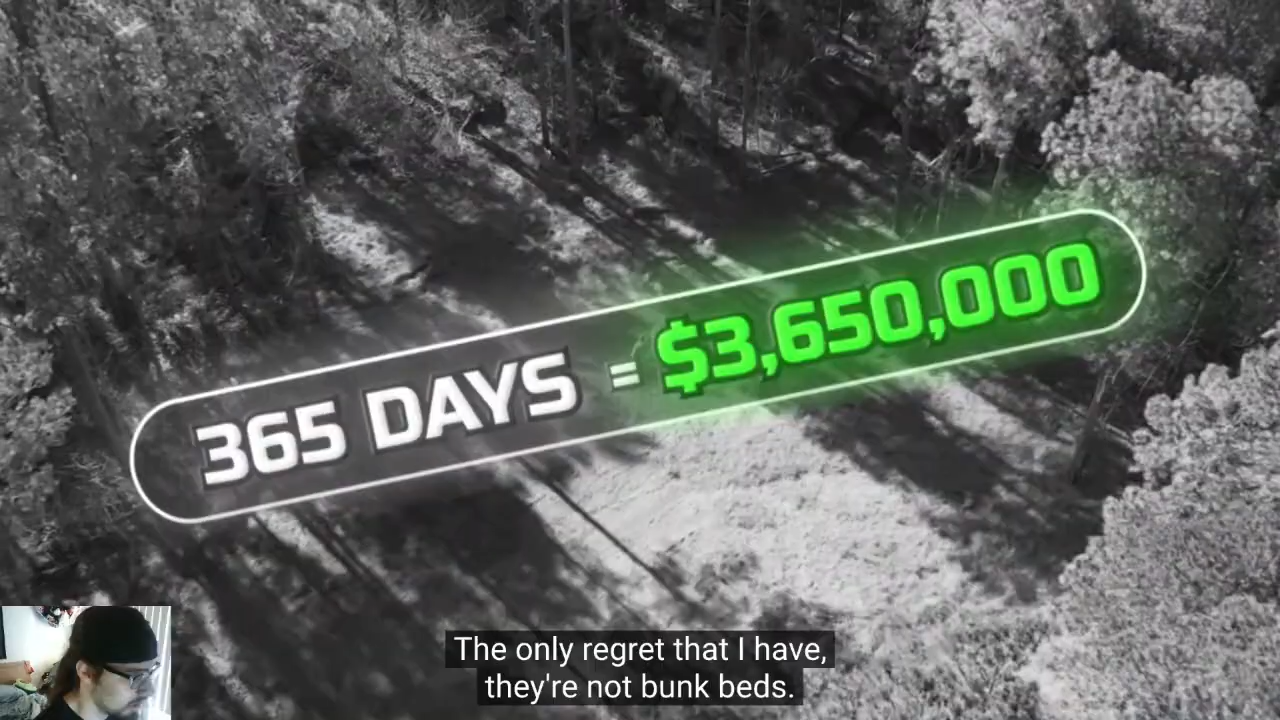 365 DAYS = $3,650,000
The only regret that I have,
they're not bunk beds.